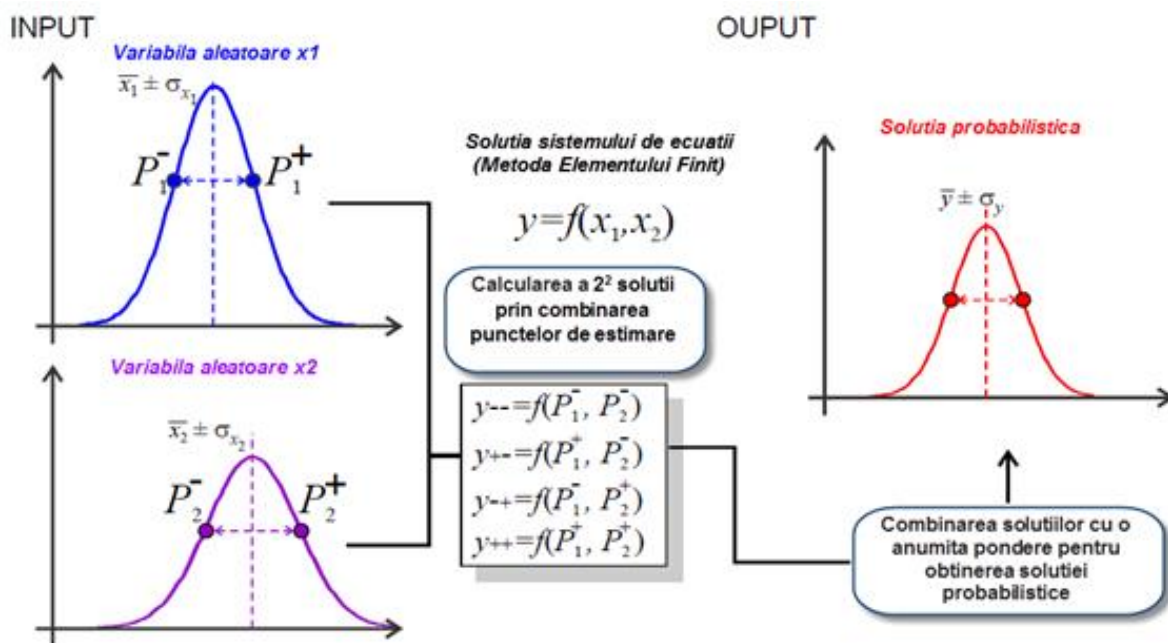 INPUT
OUPUT
Variabila aleatoare x1
x̅₁ ± σₓ₁
P₁⁻
P₁⁺
Variabila aleatoare x2
x̅₂ ± σₓ₂
P₂⁻
P₂⁺
Solutia sistemului de ecuatii
(Metoda Elementului Finit)
y=f(x₁,x₂)
Calcularea a 2² solutii
prin combinarea
punctelor de estimare
y--=f(P₁⁻, P₂⁻)
y+-=f(P₁⁺, P₂⁻)
y-+=f(P₁⁻, P₂⁺)
y++=f(P₁⁺, P₂⁺)
Solutia probabilistica
y̅ ± σ_y
Combinarea solutiilor cu o
anumita pondere pentru
obtinerea solutiei
probabilistice